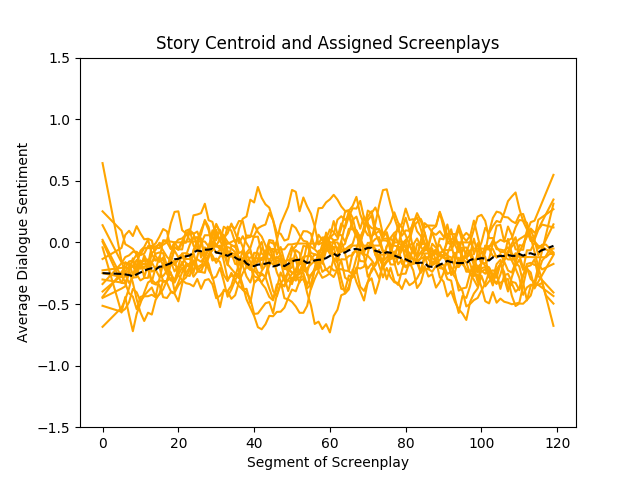 Story Centroid and Assigned Screenplays
1.5
1.0
0.5
0.0
−0.5
−1.0
−1.5
Average Dialogue Sentiment
0 20 40 60 80 100 120
Segment of Screenplay